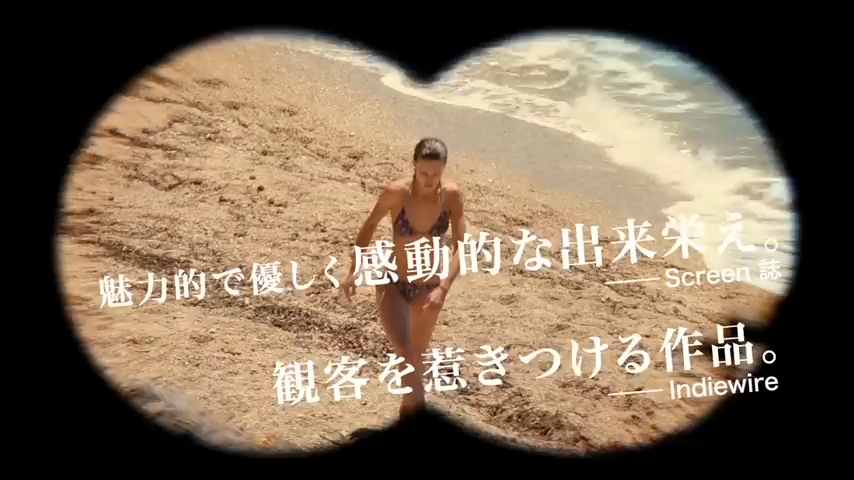 魅力的で優しく感動的な出来栄え。
―― Screen 誌
観客を惹きつける作品。
―― Indiewire